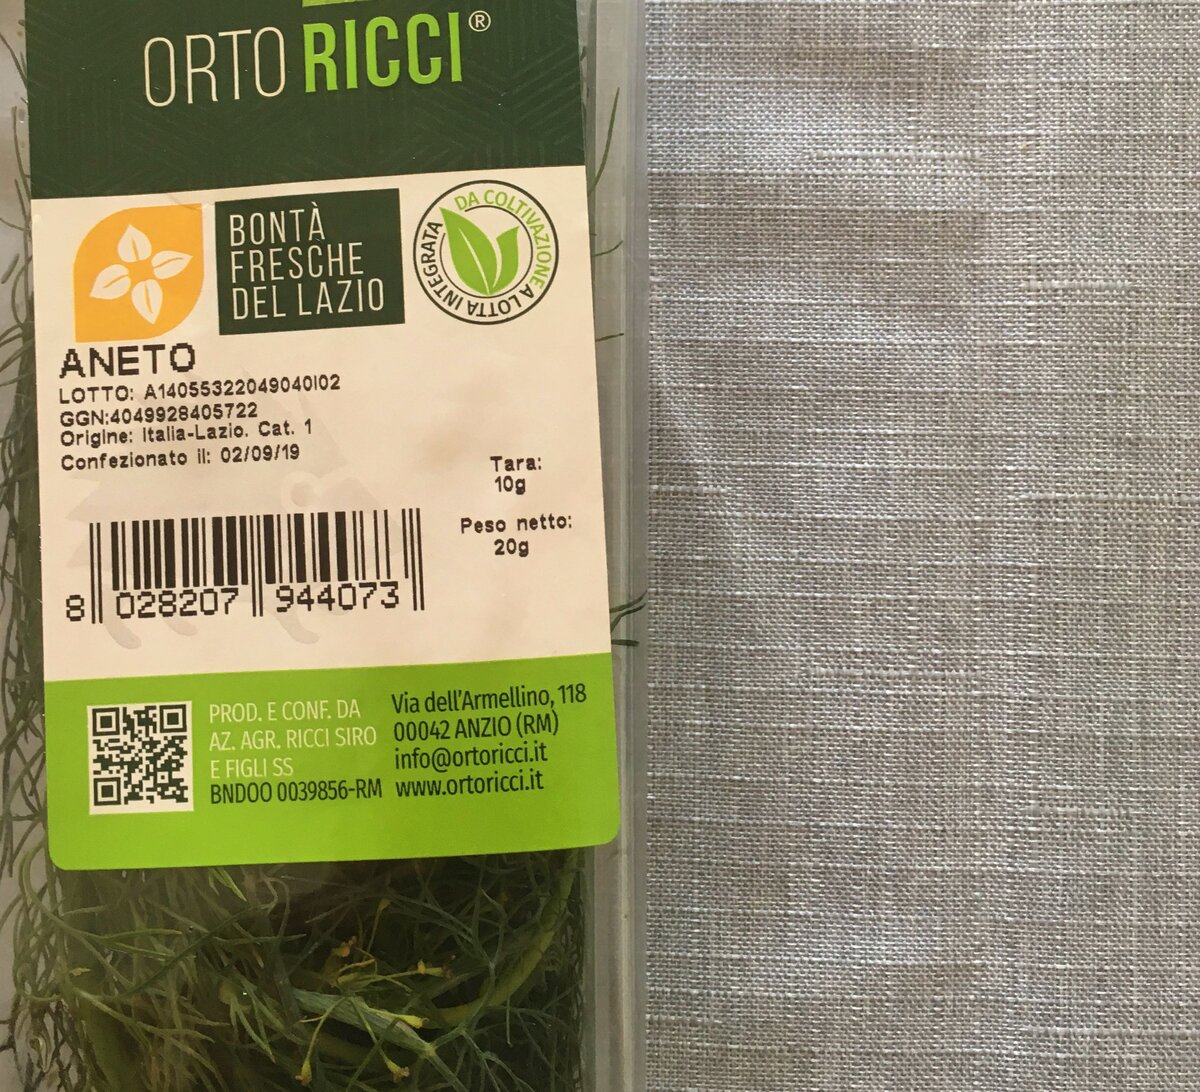 ORTO RICCI®
BONTÀ
FRESCHE
DEL LAZIO
DA COLTIVAZIONE A LOTTA INTEGRATA
ANETO
LOTTO: A14055322049040I02
GGN:4049928405722
Origine: Italia-Lazio. Cat. 1
Confezionato il: 02/09/19
Tara:
10g
Peso netto:
20g
8 028207 944073
PROD. E CONF. DA
AZ. AGR. RICCI SIRO
E FIGLI SS
BNDOO 0039856-RM
Via dell'Armellino, 118
00042 ANZIO (RM)
info@ortoricci.it
www.ortoricci.it